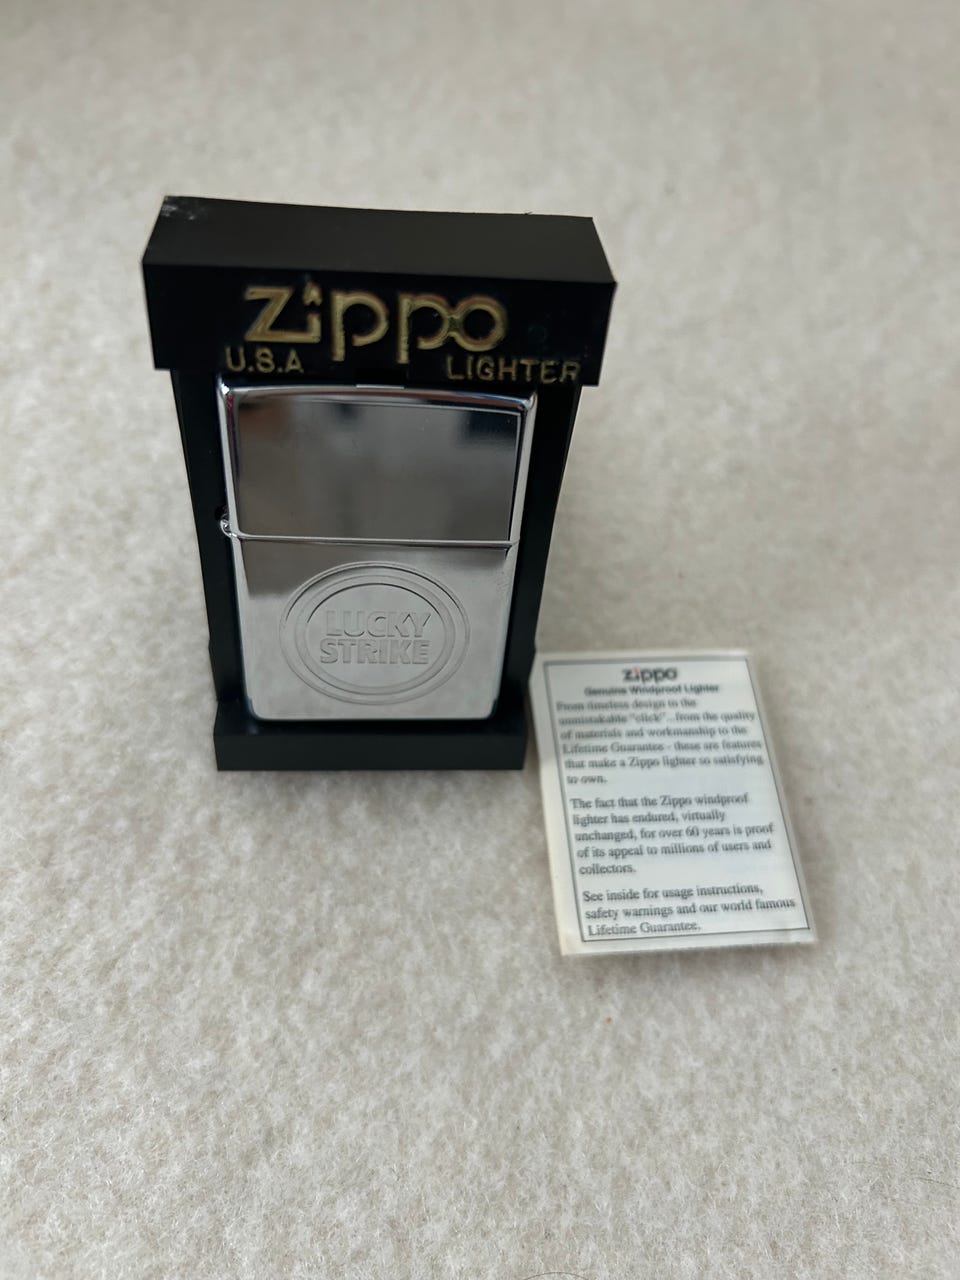 Zippo
U.S.A LIGHTER
LUCKY
STRIKE
zippo
Genuine Windproof Lighter
From timeless design to the
unmistakable "click"...from the quality
of materials and workmanship to the
Lifetime Guarantee - these are features
that make a Zippo lighter so satisfying
to own.
The fact that the Zippo windproof
lighter has endured, virtually
unchanged, for over 60 years is proof
of its appeal to millions of users and
collectors.
See inside for usage instructions,
safety warnings and our world famous
Lifetime Guarantee.